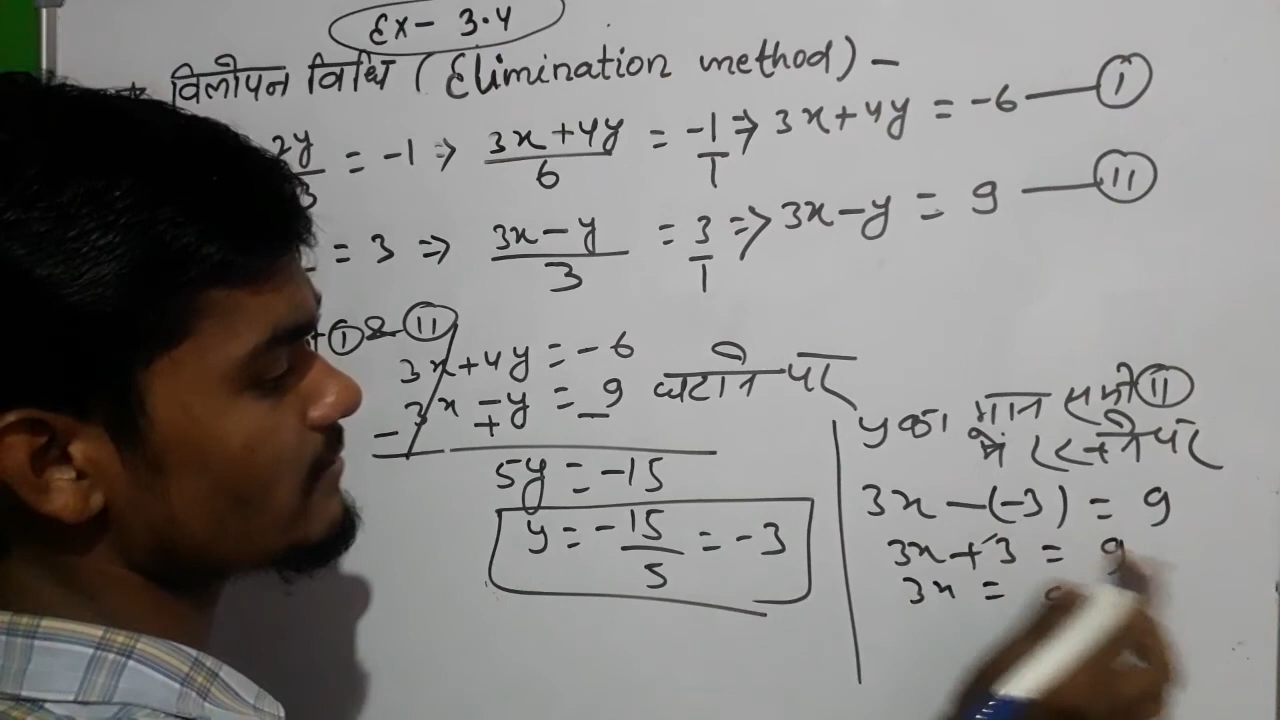 Ex- 3.4
* विलोपन विधि (Elimination method) -
2y/3 = -1 => (3x+4y)/6 = -1/1 => 3x+4y = -6 — I
= 3 => (3x-y)/3 = 3/1 => 3x-y = 9 — II
I & II
3x+4y = -6
- 3x -+ y = _9 घटाने पर
5y = -15
y = -15/5 = -3
y का मान समी II
में रखने पर
3x-(-3) = 9
3x+3 = 9
3x =